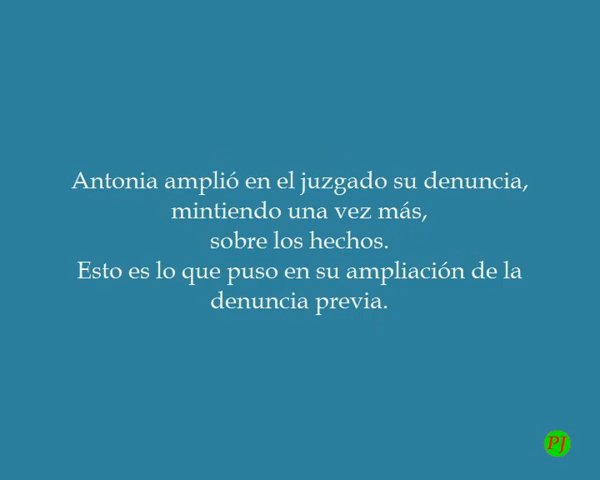 Antonia amplió en el juzgado su denuncia,
mintiendo una vez más,
sobre los hechos.
Esto es lo que puso en su ampliación de la
denuncia previa.
PJ